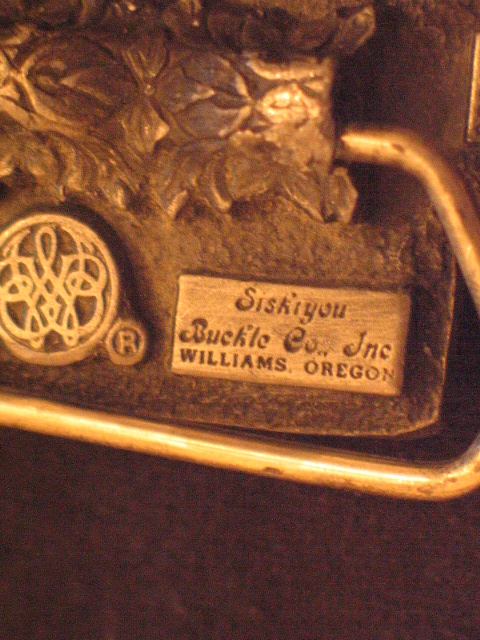 Siskiyou
Buckle Co., Inc
WILLIAMS, OREGON
®